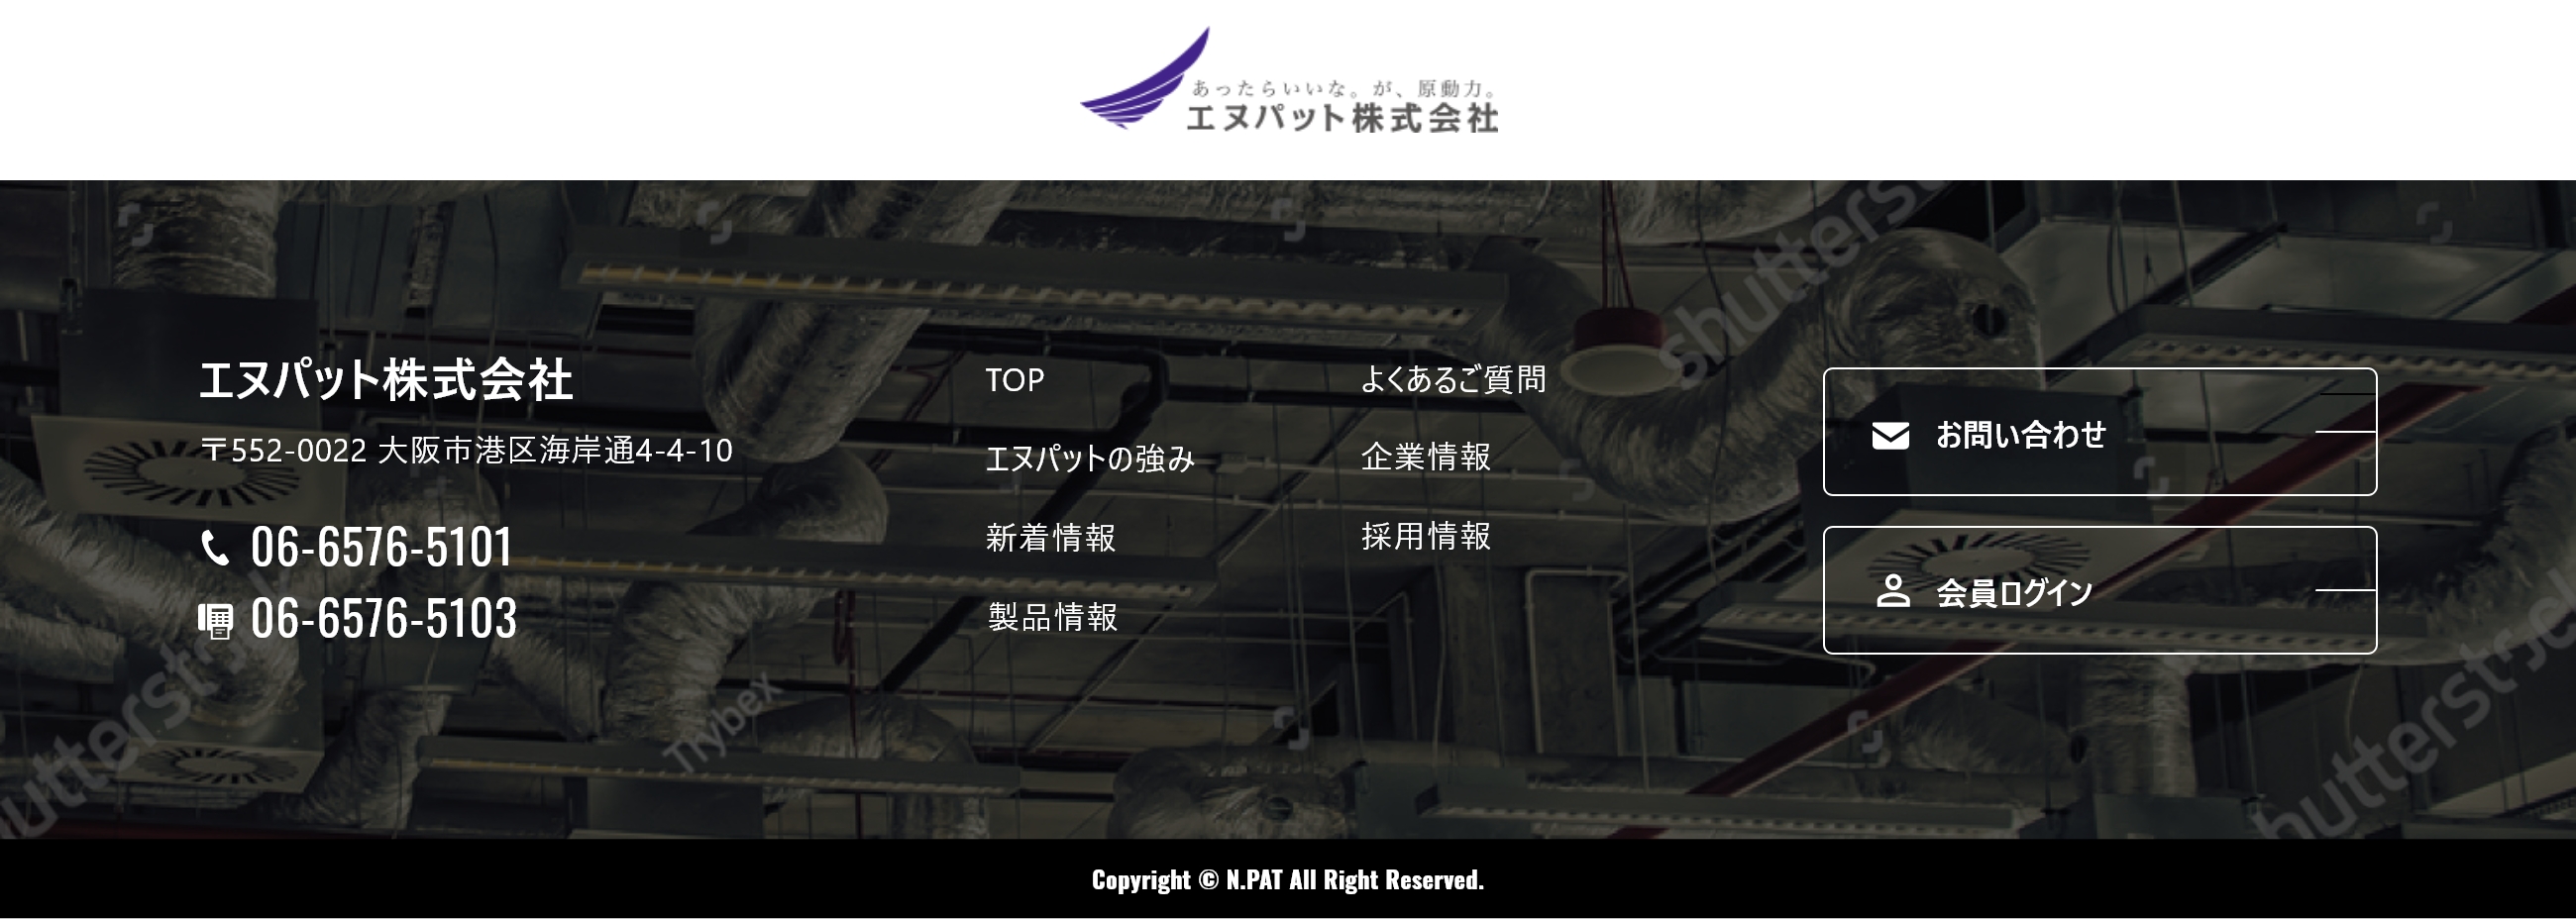 あったらいいな。が、原動力。
エヌパット株式会社
エヌパット株式会社
〒552-0022 大阪市港区海岸通4-4-10
06-6576-5101
06-6576-5103
TOP
エヌパットの強み
新着情報
製品情報
よくあるご質問
企業情報
採用情報
お問い合わせ
会員ログイン
shutterst
hutterst
Trybex
hutterst
Copyright © N.PAT All Right Reserved.